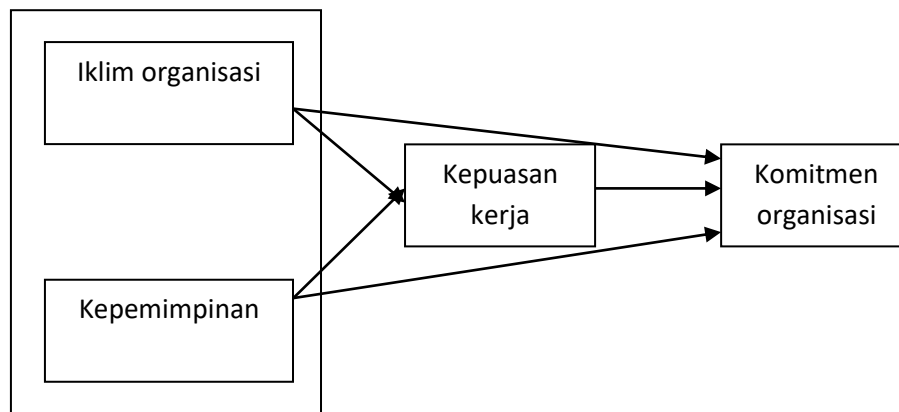 Iklim organisasi
Kepuasan
kerja
Komitmen
organisasi
Kepemimpinan